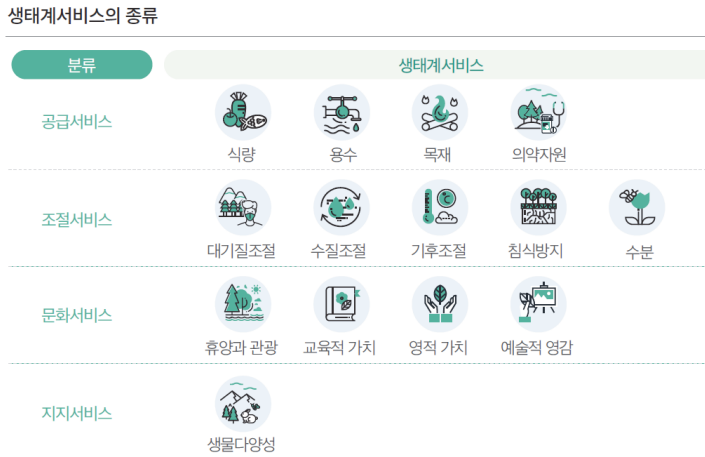 생태계서비스의 종류
분류 생태계서비스
공급서비스
식량 용수 목재 의약자원
조절서비스
대기질조절 수질조절 기후조절 침식방지 수분
문화서비스
휴양과 관광 교육적 가치 영적 가치 예술적 영감
지지서비스
생물다양성